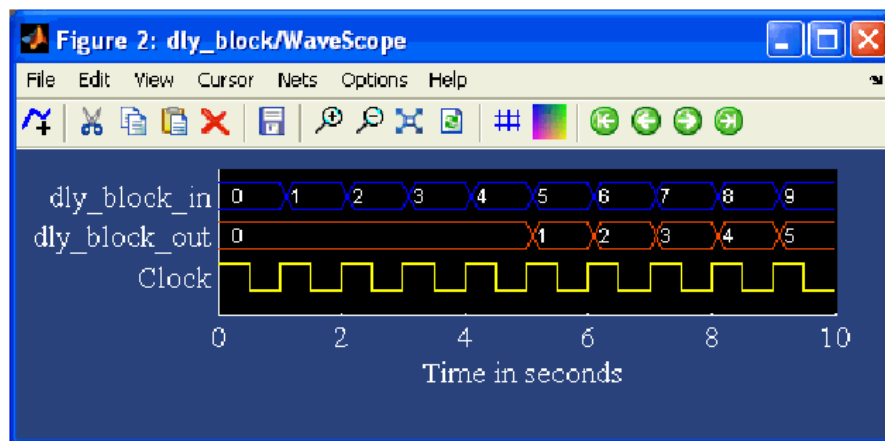 Figure 2: dly_block/WaveScope
File Edit View Cursor Nets Options Help
dly_block_in 0 1 2 3 4 5 6 7 8 9
dly_block_out 0 1 2 3 4 5
Clock
0 2 4 6 8 10
Time in seconds